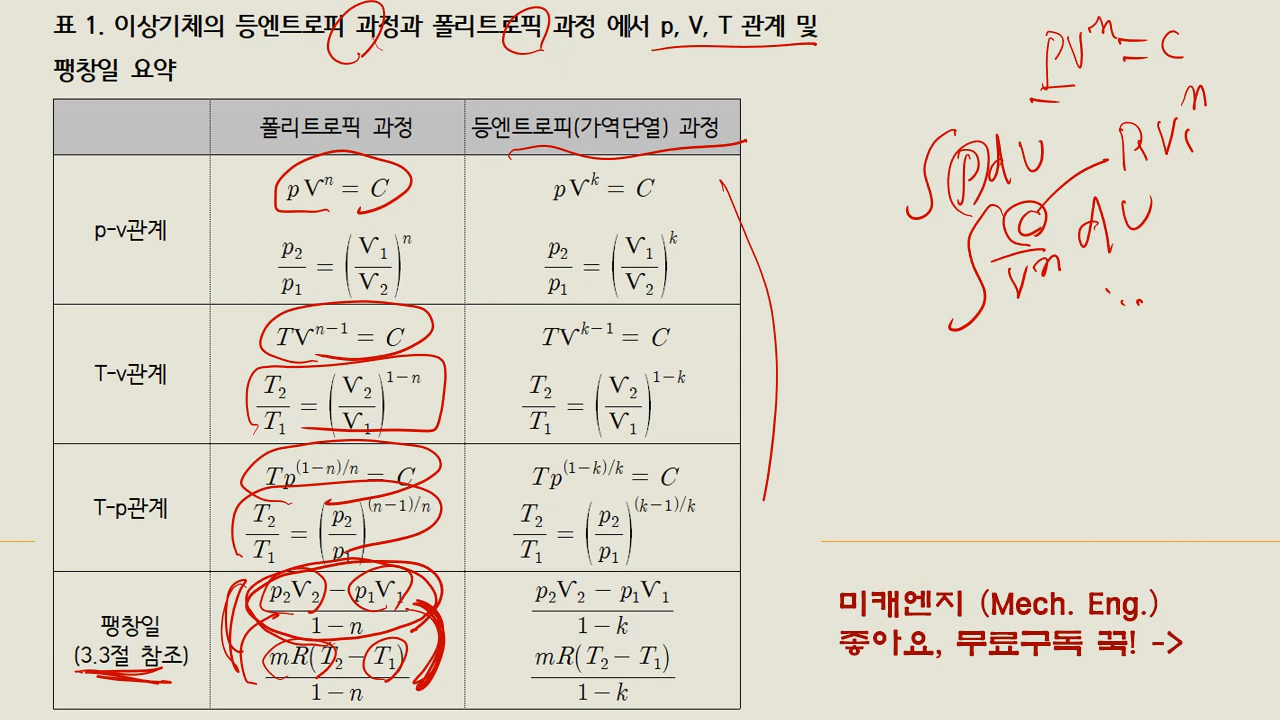 표 1. 이상기체의 등엔트로피 과정과 폴리트로픽 과정 에서 p, V, T 관계 및
팽창일 요약
폴리트로픽 과정 등엔트로피(가역단열) 과정
p-v관계
pV^n = C
p_2/p_1 = (V_1/V_2)^n
pV^k = C
p_2/p_1 = (V_1/V_2)^k
T-v관계
TV^{n-1} = C
T_2/T_1 = (V_2/V_1)^{1-n}
TV^{k-1} = C
T_2/T_1 = (V_2/V_1)^{1-k}
T-p관계
Tp^{(1-n)/n} = C
T_2/T_1 = (p_2/p_1)^{(n-1)/n}
Tp^{(1-k)/k} = C
T_2/T_1 = (p_2/p_1)^{(k-1)/k}
팽창일
(3.3절 참조)
(p_2V_2 - p_1V_1)/(1-n)
mR(T_2 - T_1)/(1-n)
(p_2V_2 - p_1V_1)/(1-k)
mR(T_2 - T_1)/(1-k)
PV^n = C
∫PdV
∫C/V^n dV
미캐엔지 (Mech. Eng.)
좋아요, 무료구독 꾹! ->